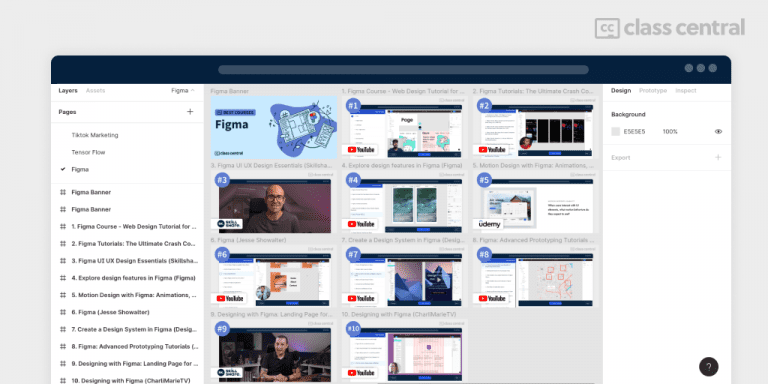 cc class central
Layers Assets Figma
Pages
Tiktok Marketing
Tensor Flow
Figma
Figma Banner
Figma Banner
1. Figma Course - Web Design Tutorial for ...
2. Figma Tutorials: The Ultimate Crash Co...
3. Figma UI UX Design Essentials (Skillsha...
4. Explore design features in Figma (Figma)
5. Motion Design with Figma: Animations, ...
6. Figma (Jesse Showalter)
7. Create a Design System in Figma (Desig...
8. Figma: Advanced Prototyping Tutorials (...
9. Designing with Figma: Landing Page for ...
10. Designing with Figma (CharliMarieTV)
Figma Banner
BEST COURSES
Figma
class central
1. Figma Course - Web Design Tutorial for ...
#1
Page
YouTube
2. Figma Tutorials: The Ultimate Crash Co...
#2
YouTube
3. Figma UI UX Design Essentials (Skillsha...
#3
SKILL SHARE.
4. Explore design features in Figma (Figma)
#4
YouTube
5. Motion Design with Figma: Animations, ...
#5
udemy
6. Figma (Jesse Showalter)
#6
YouTube
7. Create a Design System in Figma (Desig...
#7
YouTube
8. Figma: Advanced Prototyping Tutorials (...
#8
YouTube
9. Designing with Figma: Landing Page for ...
#9
SKILL SHARE.
10. Designing with Figma (CharliMarieTV)
#10
YouTube
Design Prototype Inspect
Background
E5E5E5 100%
Export
?